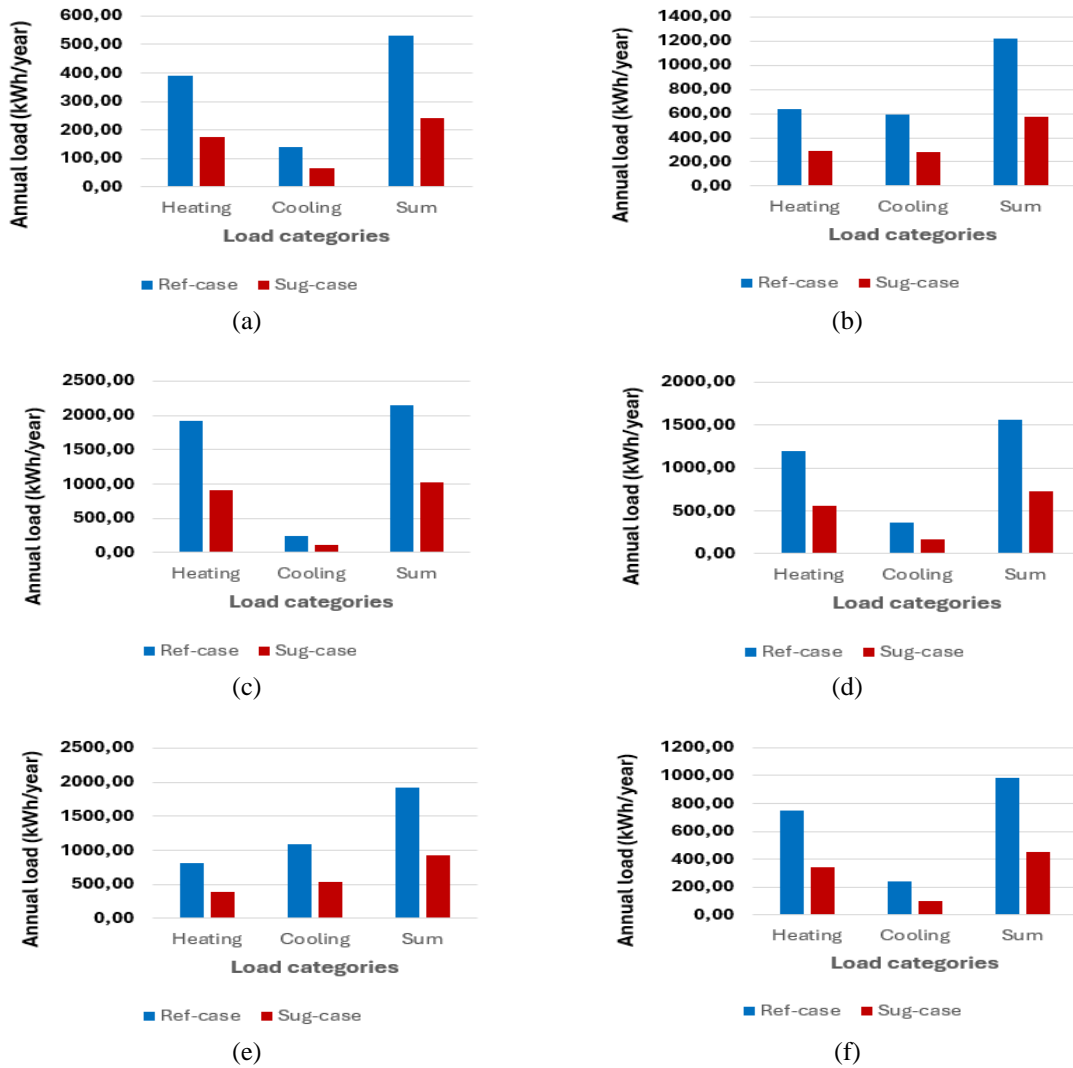 Annual load (kWh/year)
600,00
500,00
400,00
300,00
200,00
100,00
0,00
Heating Cooling Sum
Load categories
Ref-case Sug-case
(a)
Annual load (kWh/year)
1400,00
1200,00
1000,00
800,00
600,00
400,00
200,00
0,00
Heating Cooling Sum
Load categories
Ref-case Sug-case
(b)
Annual load (kWh/year)
2500,00
2000,00
1500,00
1000,00
500,00
0,00
Heating Cooling Sum
Load categories
Ref-case Sug-case
(c)
Annual load (kWh/year)
2000,00
1500,00
1000,00
500,00
0,00
Heating Cooling Sum
Load categories
Ref-case Sug-case
(d)
Annual load (kWh/year)
2500,00
2000,00
1500,00
1000,00
500,00
0,00
Heating Cooling Sum
Load categories
Ref-case Sug-case
(e)
Annual load (kWh/year)
1200,00
1000,00
800,00
600,00
400,00
200,00
0,00
Heating Cooling Sum
Load categories
Ref-case Sug-case
(f)